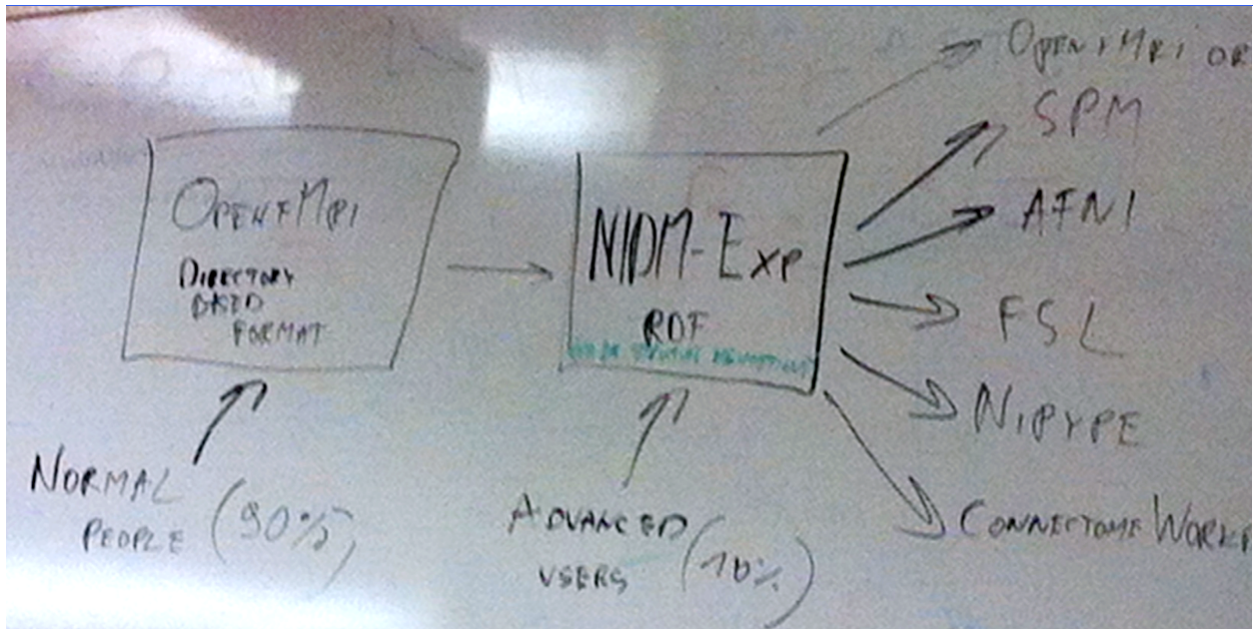 OPENFMRI
DIRECTORY
BASED
FORMAT
NORMAL
PEOPLE (90%)
NIDM-EXP
RDF
ADVANCED
USERS (10%)
OPENFMRI OR
SPM
AFNI
FSL
NIPYPE
CONNECTOME WORK